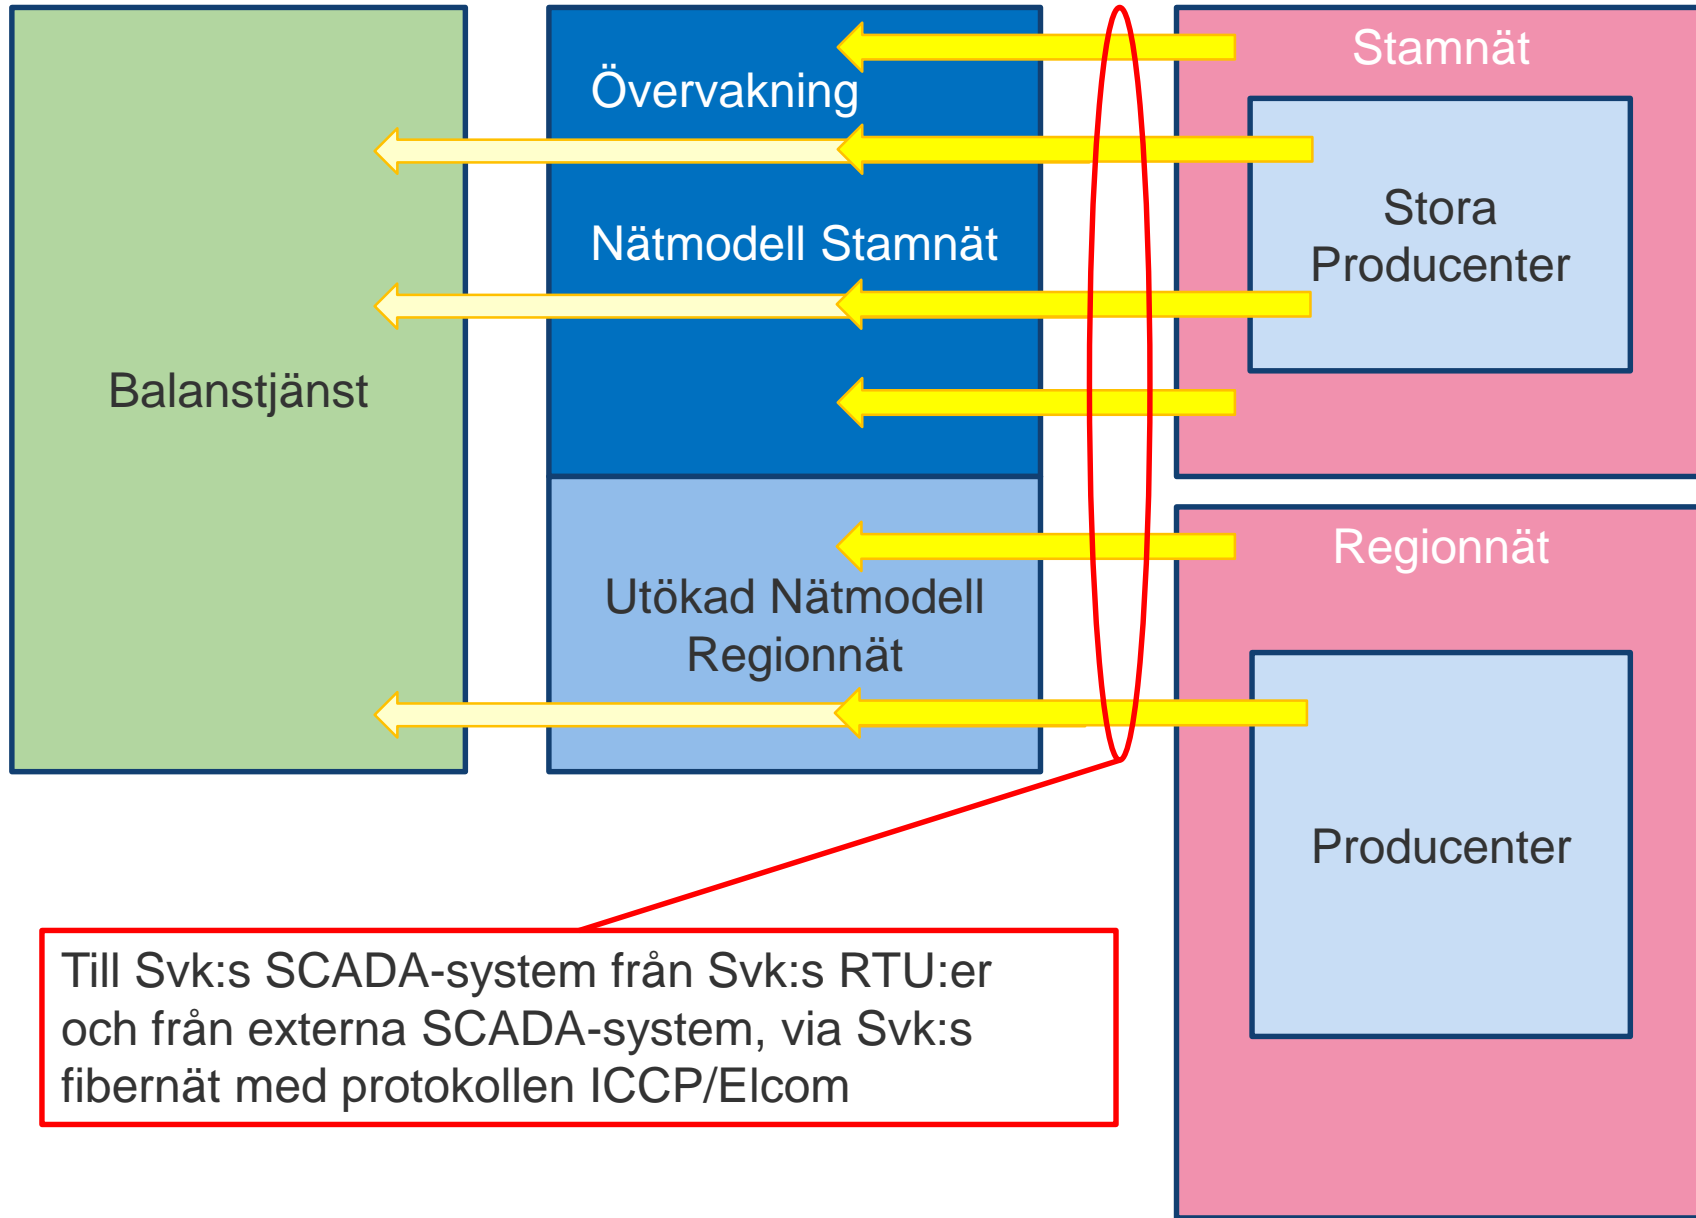 Stamnät
Övervakning
Stora
Producenter
Nätmodell Stamnät
Balanstjänst
Regionnät
Utökad Nätmodell
Regionnät
Producenter
Till Svk:s SCADA-system från Svk:s RTU:er
och från externa SCADA-system, via Svk:s
fibernät med protokollen ICCP/Elcom